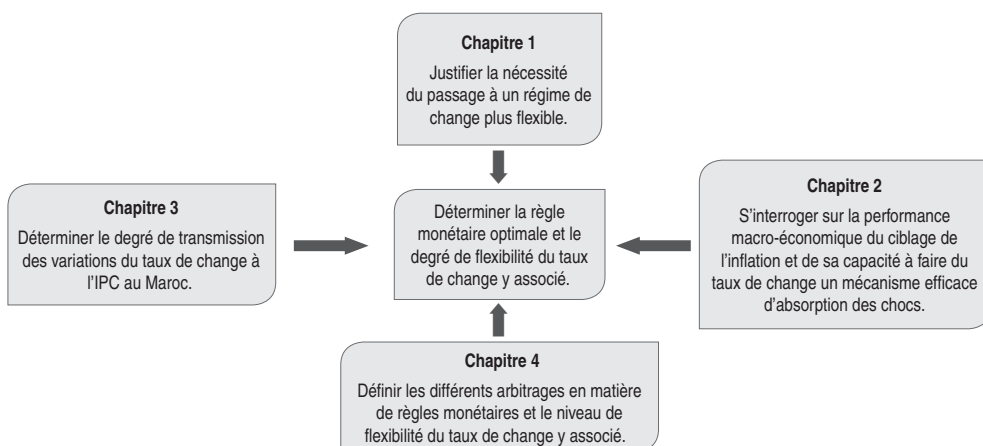 Chapitre 1
Justifier la nécessité
du passage à un régime de
change plus flexible.
Chapitre 3
Déterminer le degré de transmission
des variations du taux de change à
l’IPC au Maroc.
Déterminer la règle
monétaire optimale et le
degré de flexibilité du taux
de change y associé.
Chapitre 2
S’interroger sur la performance
macro-économique du ciblage de
l’inflation et de sa capacité à faire du
taux de change un mécanisme efficace
d’absorption des chocs.
Chapitre 4
Définir les différents arbitrages en matière
de règles monétaires et le niveau de
flexibilité du taux de change y associé.